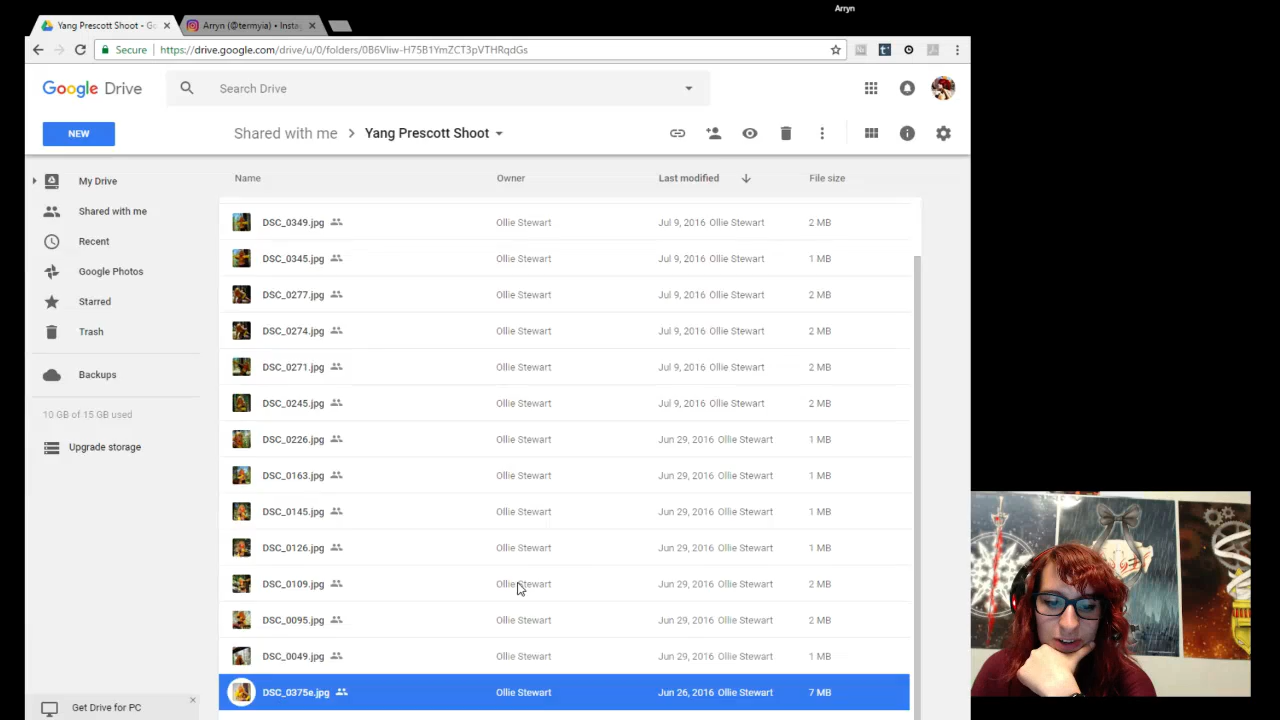 Arryn
Yang Prescott Shoot - Go
Arryn (@termyia) • Insta
Secure
https://drive.google.com/drive/u/0/folders/0B6Vliw-H75B1YmZCT3pVTHRqdGs
Google Drive
Search Drive
NEW
Shared with me > Yang Prescott Shoot
Name Owner Last modified File size
My Drive
Shared with me
Recent
Google Photos
Starred
Trash
Backups
10 GB of 15 GB used
Upgrade storage
Get Drive for PC
DSC_0349.jpg Ollie Stewart Jul 9, 2016 Ollie Stewart 2 MB
DSC_0345.jpg Ollie Stewart Jul 9, 2016 Ollie Stewart 1 MB
DSC_0277.jpg Ollie Stewart Jul 9, 2016 Ollie Stewart 2 MB
DSC_0274.jpg Ollie Stewart Jul 9, 2016 Ollie Stewart 2 MB
DSC_0271.jpg Ollie Stewart Jul 9, 2016 Ollie Stewart 2 MB
DSC_0245.jpg Ollie Stewart Jul 9, 2016 Ollie Stewart 2 MB
DSC_0226.jpg Ollie Stewart Jun 29, 2016 Ollie Stewart 1 MB
DSC_0163.jpg Ollie Stewart Jun 29, 2016 Ollie Stewart 1 MB
DSC_0145.jpg Ollie Stewart Jun 29, 2016 Ollie Stewart 1 MB
DSC_0126.jpg Ollie Stewart Jun 29, 2016 Ollie Stewart 1 MB
DSC_0109.jpg Ollie Stewart Jun 29, 2016 Ollie Stewart 2 MB
DSC_0095.jpg Ollie Stewart Jun 29, 2016 Ollie Stewart 2 MB
DSC_0049.jpg Ollie Stewart Jun 29, 2016 Ollie Stewart 1 MB
DSC_0375e.jpg Ollie Stewart Jun 26, 2016 Ollie Stewart 7 MB